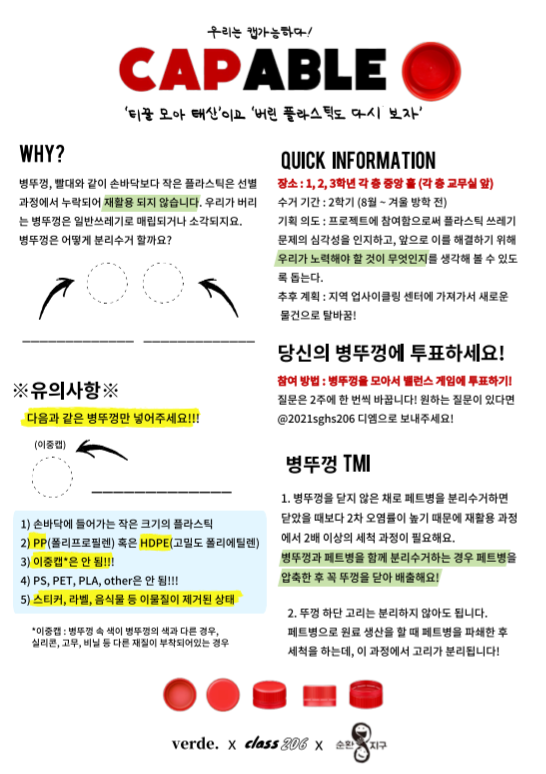 우리는 캡가능하다!
CAPABLE
'티끌 모아 태산'이고 '버린 플라스틱도 다시 보자'
WHY?
병뚜껑, 빨대와 같이 손바닥보다 작은 플라스틱은 선별
과정에서 누락되어 재활용 되지 않습니다. 우리가 버리
는 병뚜껑은 일반쓰레기로 매립되거나 소각되지요.
병뚜껑은 어떻게 분리수거 할까요?
※유의사항※
다음과 같은 병뚜껑만 넣어주세요!!!
(이중캡)
1) 손바닥에 들어가는 작은 크기의 플라스틱
2) PP(폴리프로필렌) 혹은 HDPE(고밀도 폴리에틸렌)
3) 이중캡*은 안 됨!!!
4) PS, PET, PLA, other은 안 됨!!!
5) 스티커, 라벨, 음식물 등 이물질이 제거된 상태
*이중캡 : 병뚜껑 속 색이 병뚜껑의 색과 다른 경우,
실리콘, 고무, 비닐 등 다른 재질이 부착되어있는 경우
QUICK INFORMATION
장소 : 1, 2, 3학년 각 층 중앙 홀 (각 층 교무실 앞)
수거 기간 : 2학기 (8월 ~ 겨울 방학 전)
기획 의도 : 프로젝트에 참여함으로써 플라스틱 쓰레기
문제의 심각성을 인지하고, 앞으로 이를 해결하기 위해
우리가 노력해야 할 것이 무엇인지를 생각해 볼 수 있도
록 돕는다.
추후 계획 : 지역 업사이클링 센터에 가져가서 새로운
물건으로 탈바꿈!
당신의 병뚜껑에 투표하세요!
참여 방법 : 병뚜껑을 모아서 밸런스 게임에 투표하기!
질문은 2주에 한 번씩 바꿉니다! 원하는 질문이 있다면
@2021sghs206 디엠으로 보내주세요!
병뚜껑 TMI
1. 병뚜껑을 닫지 않은 채로 페트병을 분리수거하면
닫았을 때보다 2차 오염률이 높기 때문에 재활용 과정
에서 2배 이상의 세척 과정이 필요해요.
병뚜껑과 페트병을 함께 분리수거하는 경우 페트병을
압축한 후 꼭 뚜껑을 닫아 배출해요!
2. 뚜껑 하단 고리는 분리하지 않아도 됩니다.
페트병으로 원료 생산을 할 때 페트병을 파쇄한 후
세척을 하는데, 이 과정에서 고리가 분리됩니다!
verde. X class 206 X 순환지구